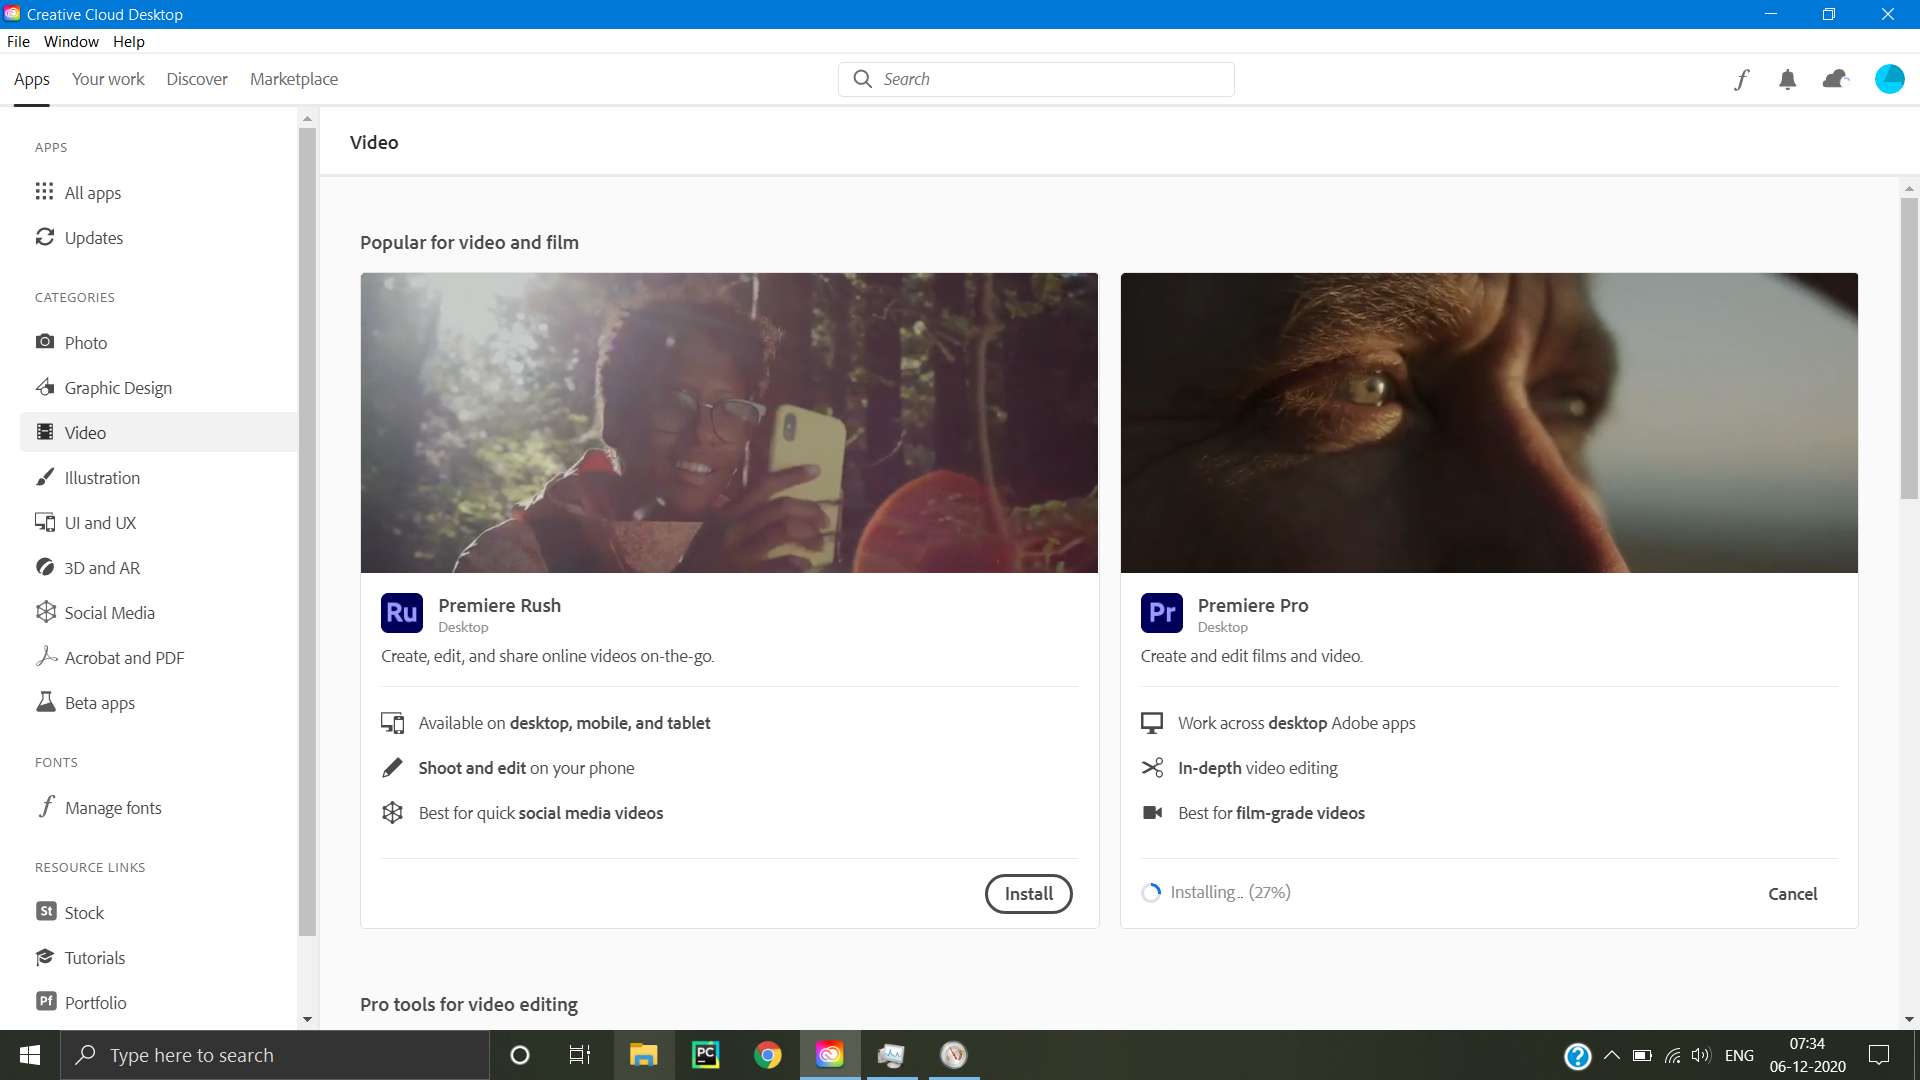 Creative Cloud Desktop
File Window Help
Apps Your work Discover Marketplace
Search
APPS
All apps
Updates
CATEGORIES
Photo
Graphic Design
Video
Illustration
UI and UX
3D and AR
Social Media
Acrobat and PDF
Beta apps
FONTS
Manage fonts
RESOURCE LINKS
St Stock
Tutorials
Pf Portfolio
Video
Popular for video and film
Ru Premiere Rush
Desktop
Create, edit, and share online videos on-the-go.
Available on desktop, mobile, and tablet
Shoot and edit on your phone
Best for quick social media videos
Install
Pr Premiere Pro
Desktop
Create and edit films and video.
Work across desktop Adobe apps
In-depth video editing
Best for film-grade videos
Installing... (27%)
Cancel
Pro tools for video editing
Type here to search
PC
ENG
07:34
06-12-2020